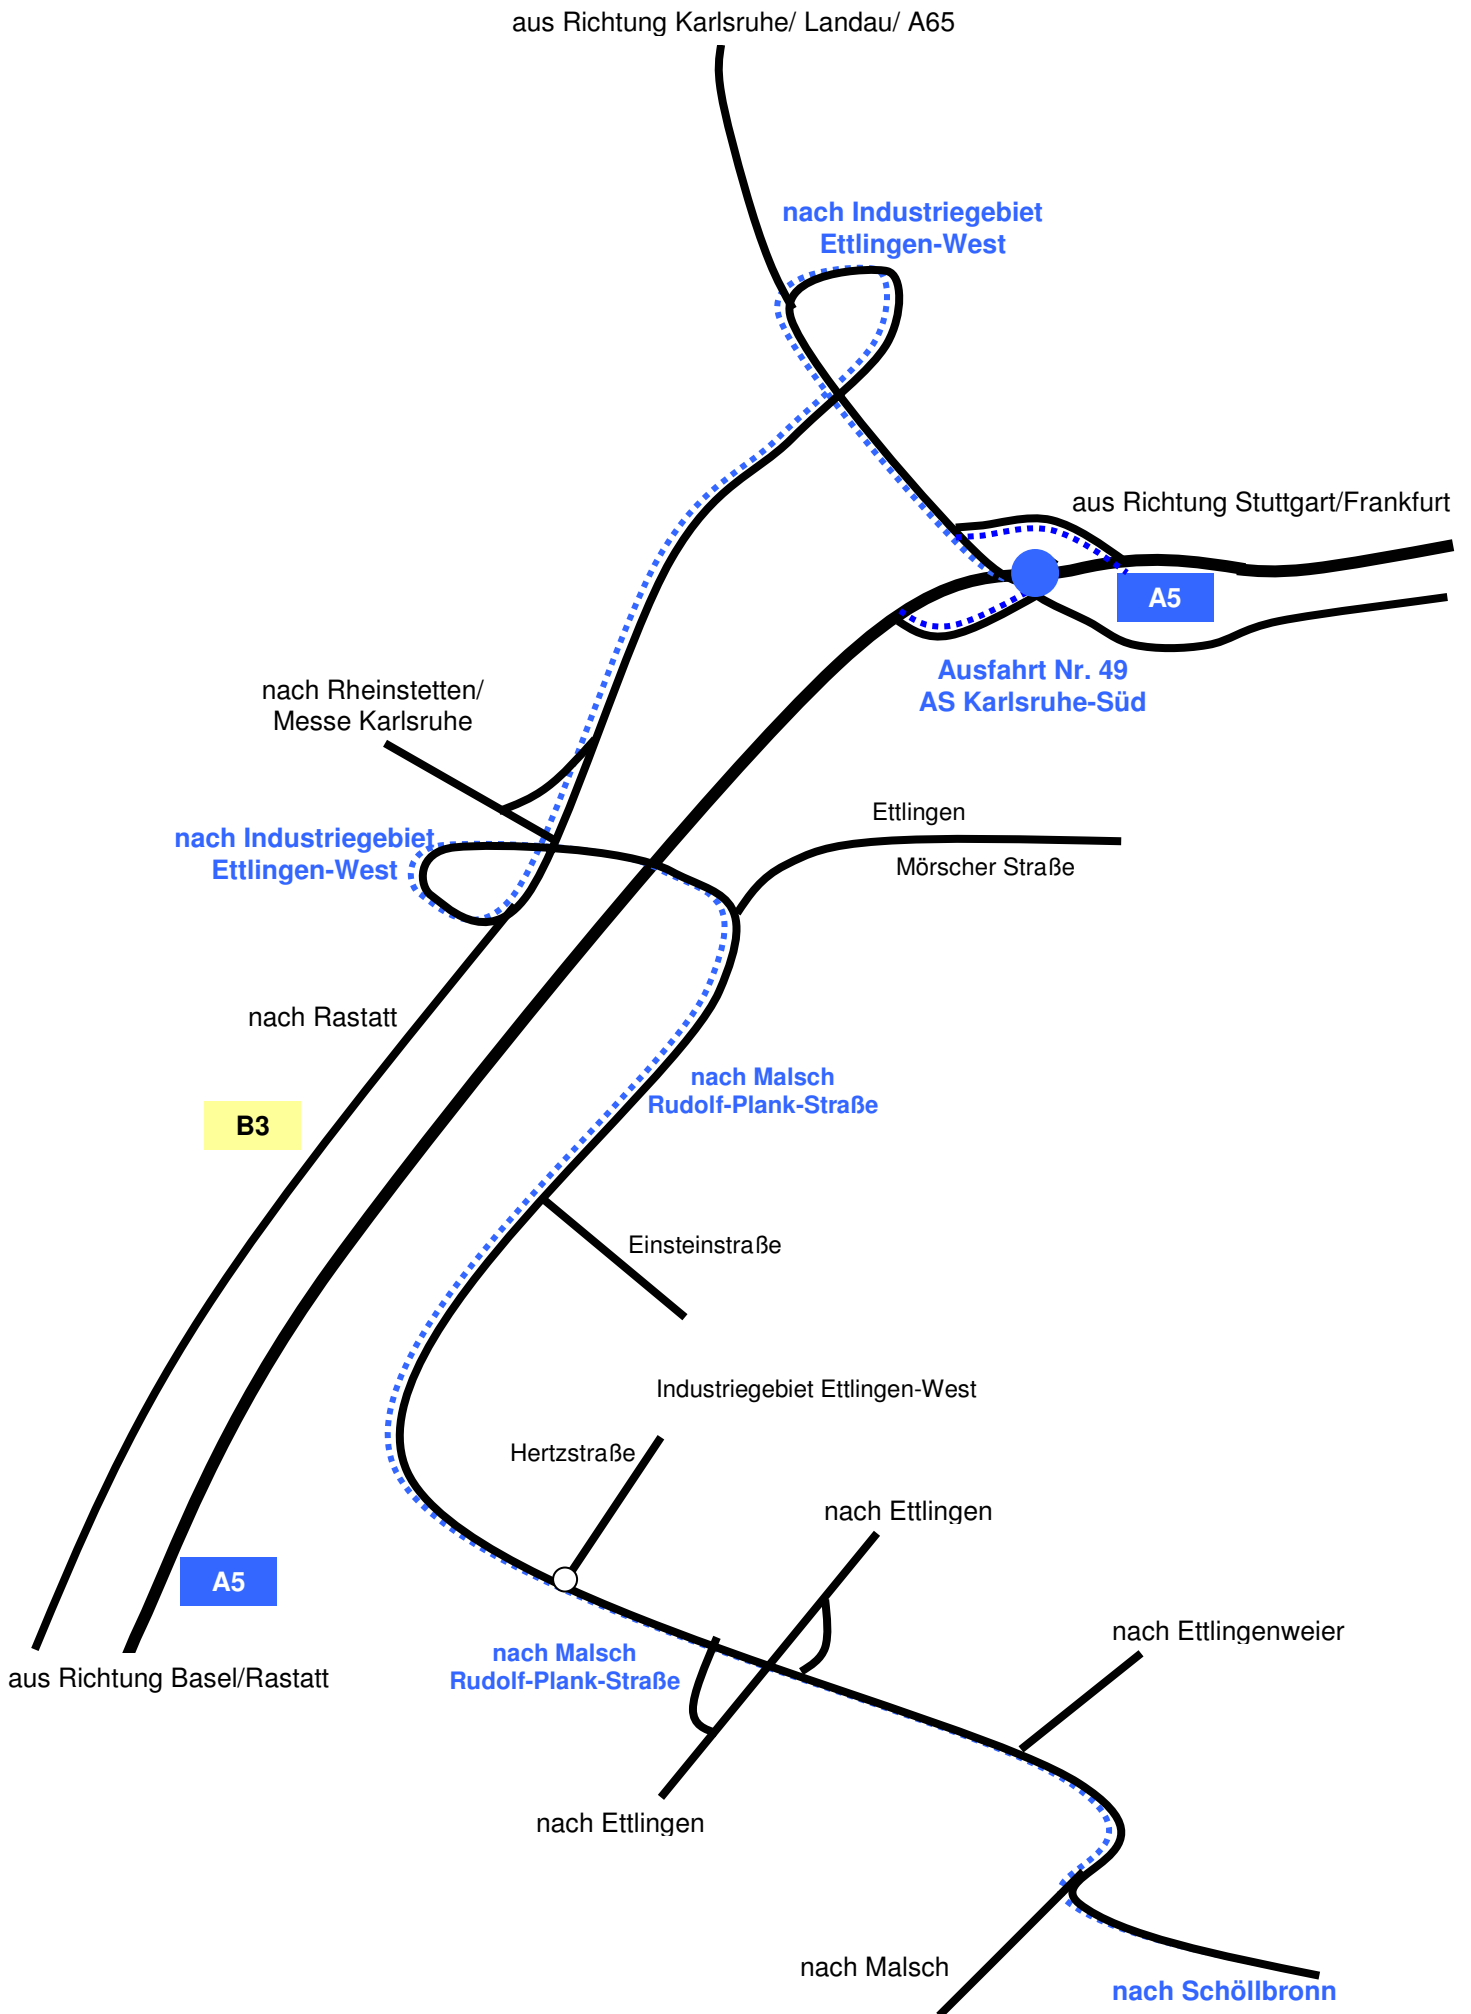 aus Richtung Karlsruhe/ Landau/ A65
nach Industriegebiet
Ettlingen-West
aus Richtung Stuttgart/Frankfurt
A5
Ausfahrt Nr. 49
AS Karlsruhe-Süd
nach Rheinstetten/
Messe Karlsruhe
Ettlingen
Mörscher Straße
nach Industriegebiet
Ettlingen-West
nach Rastatt
nach Malsch
Rudolf-Plank-Straße
B3
Einsteinstraße
Industriegebiet Ettlingen-West
Hertzstraße
nach Ettlingen
A5
nach Ettlingenweier
nach Malsch
Rudolf-Plank-Straße
aus Richtung Basel/Rastatt
nach Ettlingen
nach Malsch
nach Schöllbronn